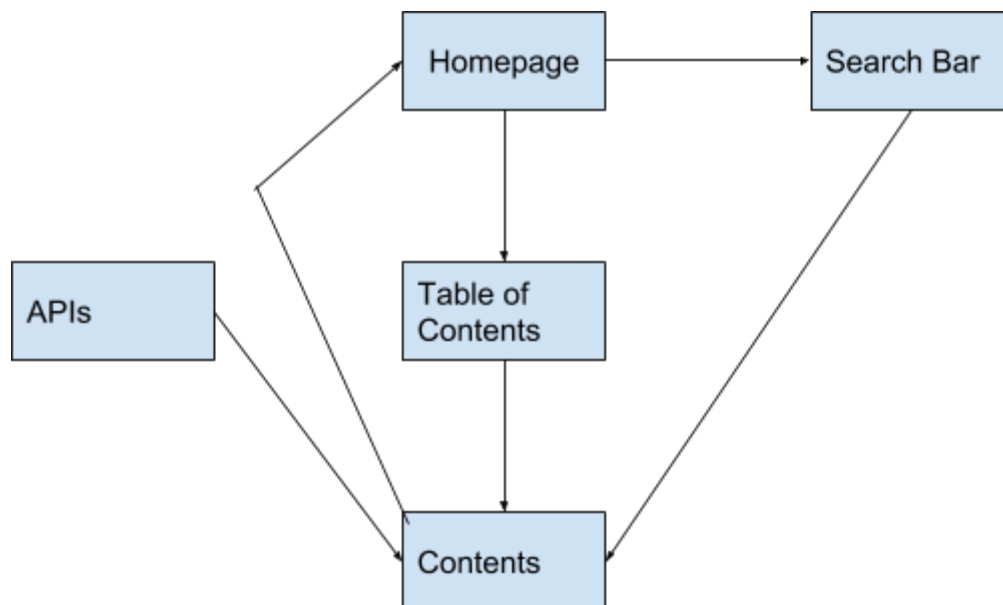 Homepage
Search Bar
APIs
Table of
Contents
Contents